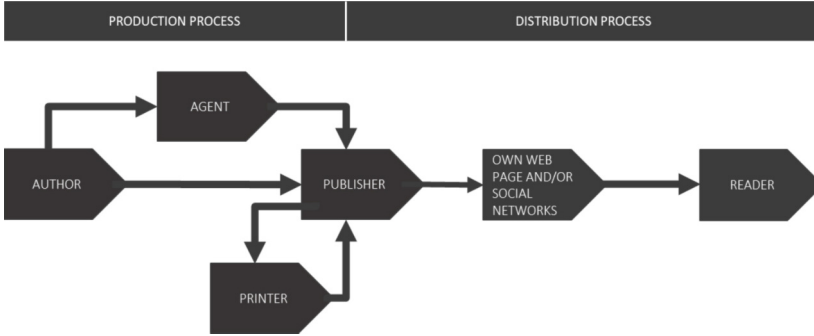 PRODUCTION PROCESS
DISTRIBUTION PROCESS
AGENT
AUTHOR
PUBLISHER
OWN WEB
PAGE AND/OR
SOCIAL
NETWORKS
READER
PRINTER